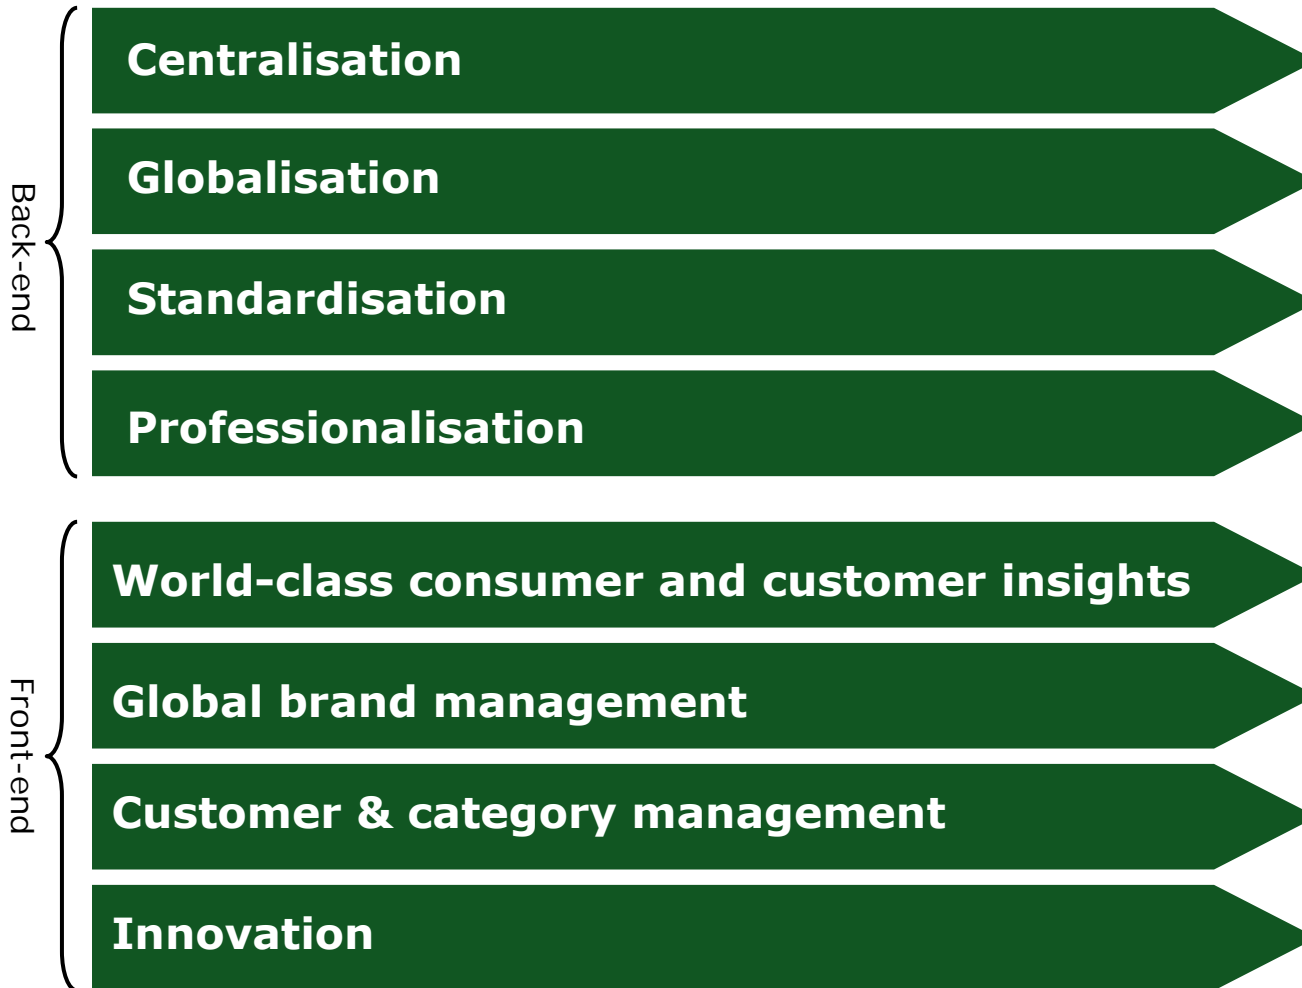 Back-end
Centralisation
Globalisation
Standardisation
Professionalisation
Front-end
World-class consumer and customer insights
Global brand management
Customer & category management
Innovation